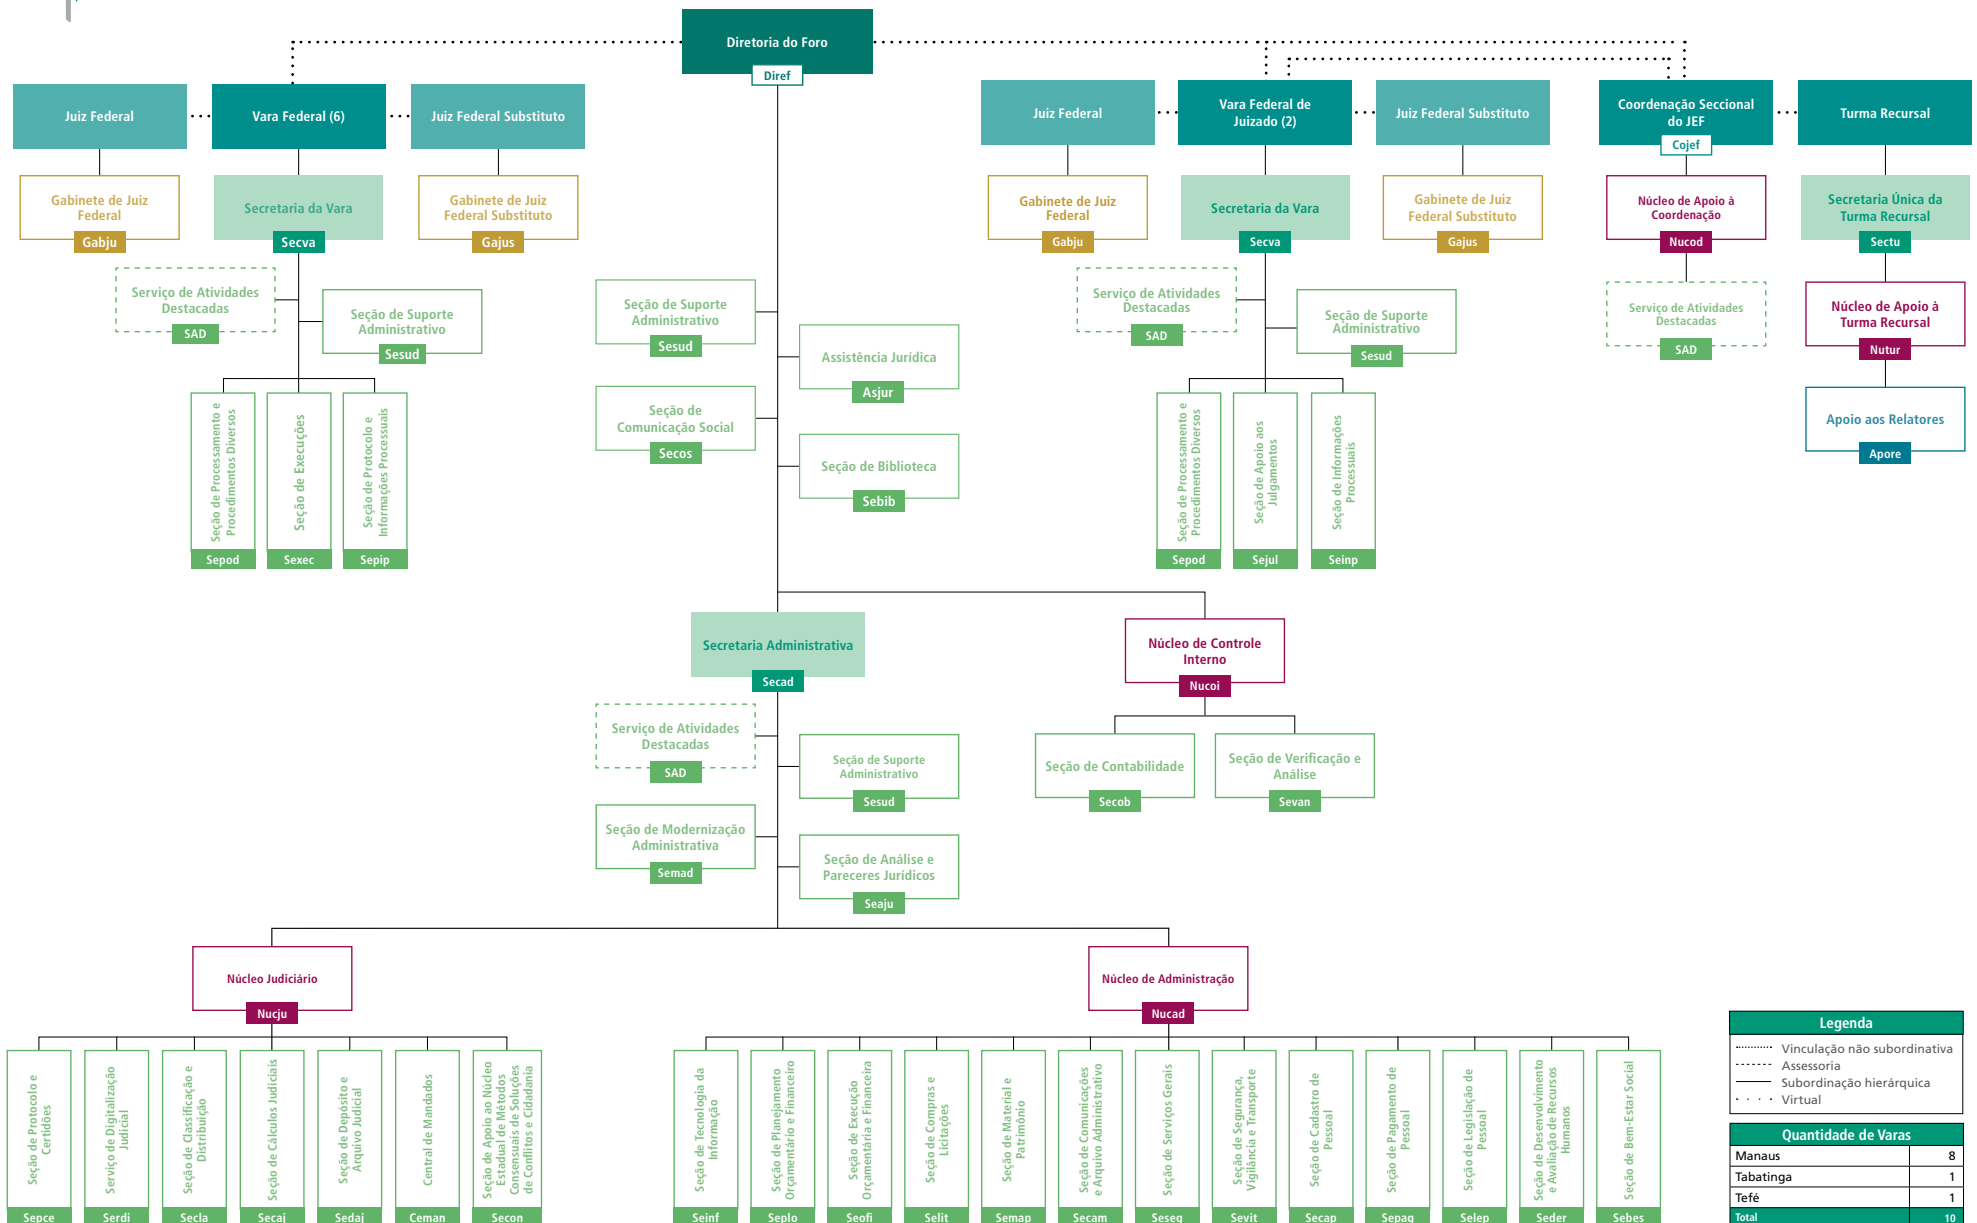 Diretoria do Foro
Diref
Juiz Federal
Vara Federal (6)
Juiz Federal Substituto
Juiz Federal
Vara Federal de
Juizado (2)
Juiz Federal Substituto
Coordenação Seccional
do JEF
Cojef
Turma Recursal
Gabinete de Juiz
Federal
Gabju
Secretaria da Vara
Secva
Gabinete de Juiz
Federal Substituto
Gajus
Gabinete de Juiz
Federal
Gabju
Secretaria da Vara
Secva
Gabinete de Juiz
Federal Substituto
Gajus
Núcleo de Apoio à
Coordenação
Nucod
Secretaria Única da
Turma Recursal
Sectu
Serviço de Atividades
Destacadas
SAD
Seção de Suporte
Administrativo
Sesud
Seção de Suporte
Administrativo
Sesud
Assistência Jurídica
Asjur
Serviço de Atividades
Destacadas
SAD
Seção de Suporte
Administrativo
Sesud
Serviço de Atividades
Destacadas
SAD
Núcleo de Apoio à
Turma Recursal
Nutur
Seção de
Comunicação Social
Secos
Seção de Biblioteca
Sebib
Apoio aos Relatores
Apore
Seção de Processamento e
Procedimentos Diversos
Sepod
Seção de Execuções
Sexec
Seção de Protocolo e
Informações Processuais
Sepip
Seção de Processamento e
Procedimentos Diversos
Sepod
Seção de Apoio aos
Julgamentos
Sejul
Seção de Informações
Processuais
Seinp
Secretaria Administrativa
Secad
Núcleo de Controle
Interno
Nucoi
Serviço de Atividades
Destacadas
SAD
Seção de Suporte
Administrativo
Sesud
Seção de Contabilidade
Secob
Seção de Verificação e
Análise
Sevan
Seção de Modernização
Administrativa
Semad
Seção de Análise e
Pareceres Jurídicos
Seaju
Núcleo Judiciário
Nucju
Núcleo de Administração
Nucad
Seção de Protocolo e
Certidões
Sepce
Serviço de Digitalização
Judicial
Serdi
Seção de Classificação e
Distribuição
Secla
Seção de Cálculos Judiciais
Secaj
Seção de Depósito e
Arquivo Judicial
Sedaj
Central de Mandados
Ceman
Seção de Apoio ao Núcleo
Estadual de Métodos
Consensuais de Soluções
de Conflitos e Cidadania
Secon
Seção de Tecnologia da
Informação
Seinf
Seção de Planejamento
Orçamentário e Financeiro
Seplo
Seção de Execução
Orçamentária e Financeira
Seofi
Seção de Compras e
Licitações
Selit
Seção de Material e
Patrimônio
Semap
Seção de Comunicações
e Arquivo Administrativo
Secam
Seção de Serviços Gerais
Seseg
Seção de Segurança,
Vigilância e Transporte
Sevit
Seção de Cadastro de
Pessoal
Secap
Seção de Pagamento de
Pessoal
Sepag
Seção de Legislação de
Pessoal
Selep
Seção de Desenvolvimento
e Avaliação de Recursos
Humanos
Seder
Seção de Bem-Estar Social
Sebes
Legenda
Vinculação não subordinativa
Assessoria
Subordinação hierárquica
Virtual
Quantidade de Varas
Manaus 8
Tabatinga 1
Tefé 1
Total 10